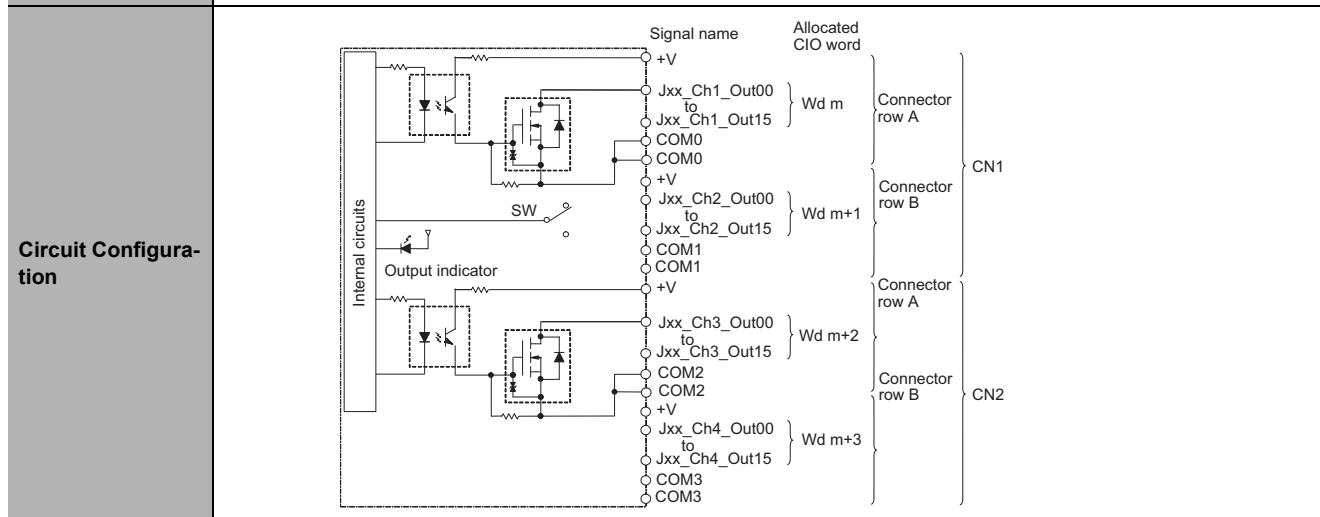 Circuit Configura-
tion
Internal circuits
SW
Output indicator
Signal name
Allocated
CIO word
+V
Jxx_Ch1_Out00
to
Jxx_Ch1_Out15
Wd m
COM0
COM0
Connector
row A
+V
Jxx_Ch2_Out00
to
Jxx_Ch2_Out15
Wd m+1
COM1
COM1
Connector
row B
CN1
+V
Jxx_Ch3_Out00
to
Jxx_Ch3_Out15
Wd m+2
COM2
COM2
Connector
row A
+V
Jxx_Ch4_Out00
to
Jxx_Ch4_Out15
Wd m+3
COM3
COM3
Connector
row B
CN2